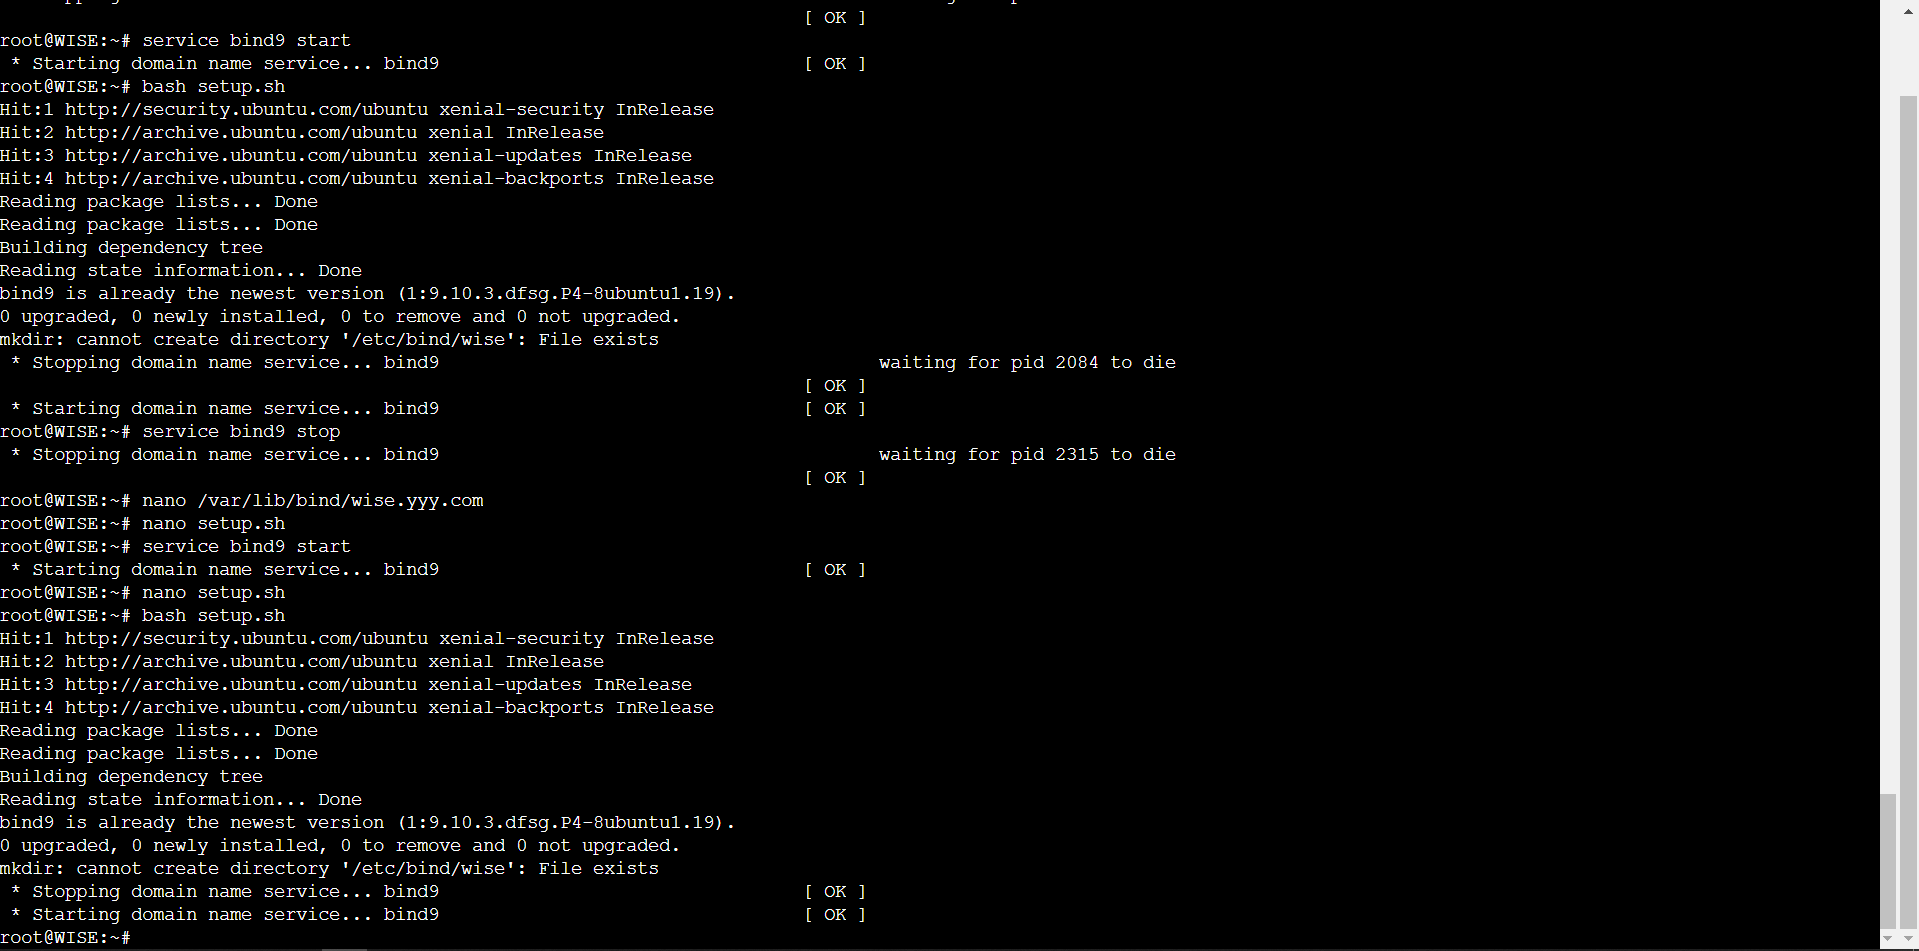 [ OK ]
root@WISE:~# service bind9 start
 * Starting domain name service... bind9 [ OK ]
root@WISE:~# bash setup.sh
Hit:1 http://security.ubuntu.com/ubuntu xenial-security InRelease
Hit:2 http://archive.ubuntu.com/ubuntu xenial InRelease
Hit:3 http://archive.ubuntu.com/ubuntu xenial-updates InRelease
Hit:4 http://archive.ubuntu.com/ubuntu xenial-backports InRelease
Reading package lists... Done
Reading package lists... Done
Building dependency tree
Reading state information... Done
bind9 is already the newest version (1:9.10.3.dfsg.P4-8ubuntu1.19).
0 upgraded, 0 newly installed, 0 to remove and 0 not upgraded.
mkdir: cannot create directory '/etc/bind/wise': File exists
 * Stopping domain name service... bind9 waiting for pid 2084 to die
[ OK ]
 * Starting domain name service... bind9 [ OK ]
root@WISE:~# service bind9 stop
 * Stopping domain name service... bind9 waiting for pid 2315 to die
[ OK ]
root@WISE:~# nano /var/lib/bind/wise.yyy.com
root@WISE:~# nano setup.sh
root@WISE:~# service bind9 start
 * Starting domain name service... bind9 [ OK ]
root@WISE:~# nano setup.sh
root@WISE:~# bash setup.sh
Hit:1 http://security.ubuntu.com/ubuntu xenial-security InRelease
Hit:2 http://archive.ubuntu.com/ubuntu xenial InRelease
Hit:3 http://archive.ubuntu.com/ubuntu xenial-updates InRelease
Hit:4 http://archive.ubuntu.com/ubuntu xenial-backports InRelease
Reading package lists... Done
Reading package lists... Done
Building dependency tree
Reading state information... Done
bind9 is already the newest version (1:9.10.3.dfsg.P4-8ubuntu1.19).
0 upgraded, 0 newly installed, 0 to remove and 0 not upgraded.
mkdir: cannot create directory '/etc/bind/wise': File exists
 * Stopping domain name service... bind9 [ OK ]
 * Starting domain name service... bind9 [ OK ]
root@WISE:~#